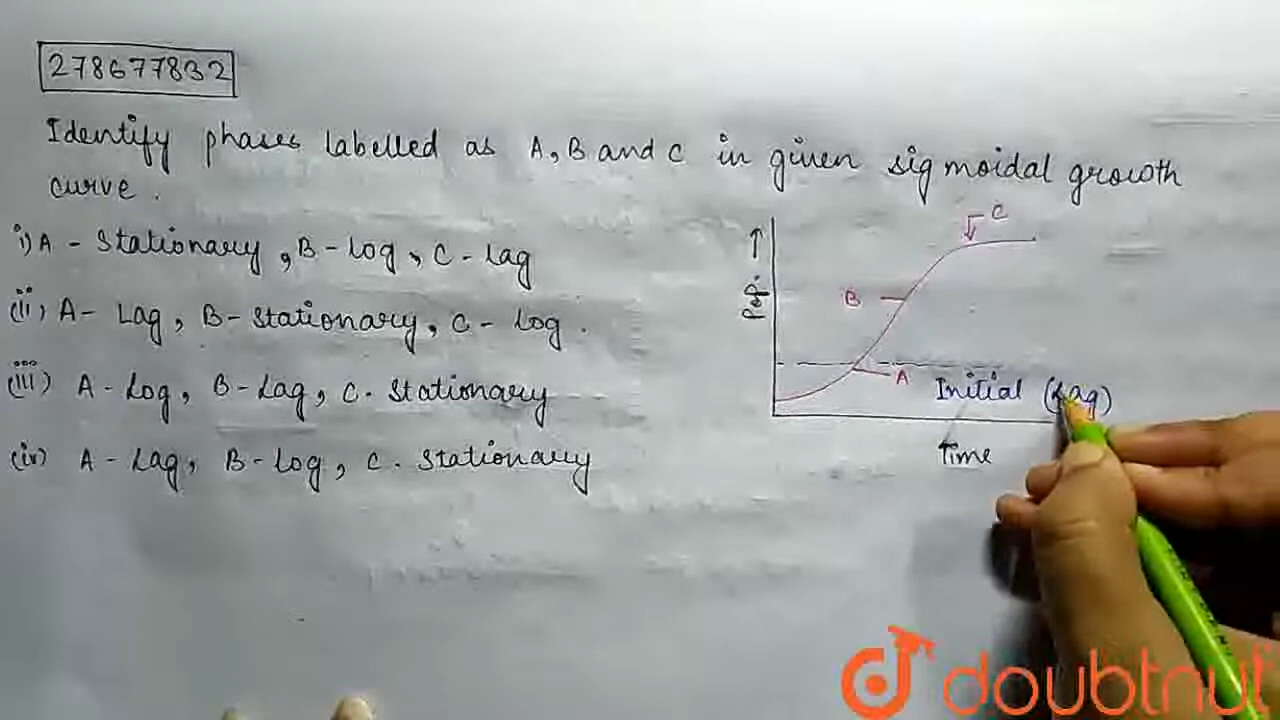 278677832
Identify phases labelled as A, B and C in given sigmoidal growth
curve.
i) A - Stationary, B - Log, C - Lag
(ii) A - Lag, B - Stationary, C - Log.
(iii) A - Log, B - Lag, C. Stationary
(iv) A - Lag, B - Log, C. Stationary
C
B
A
Initial (Lag)
Time
doubtnut